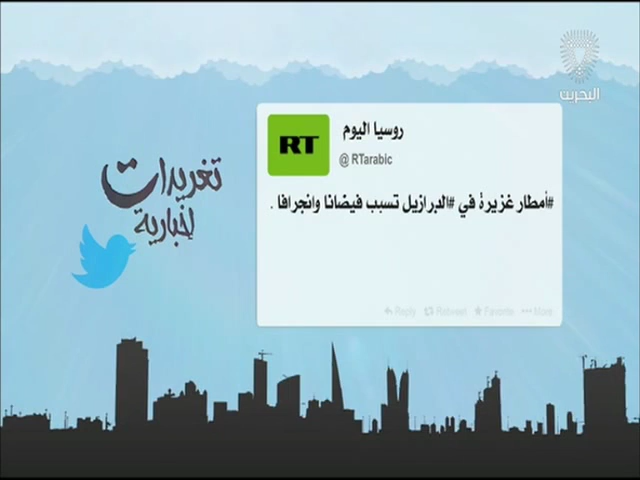 البحرين
تغريدات
إخبارية
RT
روسيا اليوم
@ RTarabic
#أمطار غزيرة في #البرازيل تسبب فيضانا وانجرافا .
Reply Retweet Favorite More